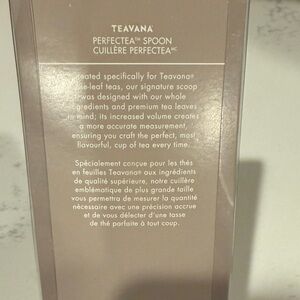 TEAVANA®
PERFECTEA™ SPOON
CUILLÈRE PERFECTEAᴹᶜ
Created specifically for Teavana®
loose-leaf teas, our signature scoop
was designed with our whole
ingredients and premium tea leaves
in mind; its increased volume creates
a more accurate measurement,
ensuring you craft the perfect, most
flavourful, cup of tea every time.
Spécialement conçue pour les thés
en feuilles Teavana® aux ingrédients
de qualité supérieure, notre cuillère
emblématique de plus grande taille
vous permettra de mesurer la quantité
nécessaire avec une précision accrue
et de vous délecter d'une tasse
de thé parfaite à tout coup.